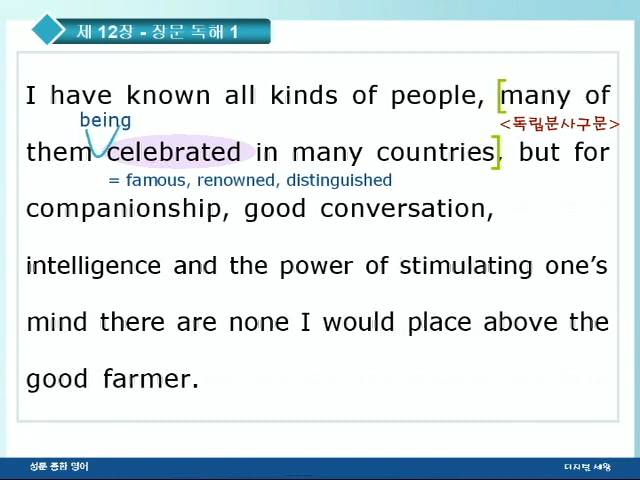 제 12장 - 장문 독해 1
I have known all kinds of people, [many of
being
<독립분사구문>
them celebrated in many countries], but for
= famous, renowned, distinguished
companionship, good conversation,
intelligence and the power of stimulating one's
mind there are none I would place above the
good farmer.
성문 종합 영어
디지털 세왕